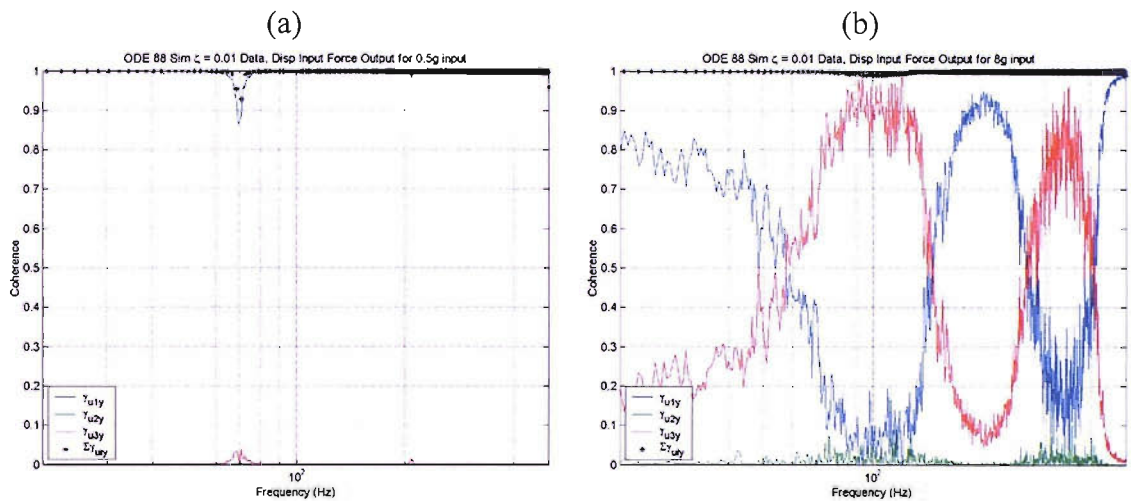 (a)
ODE 88 Sim ζ = 0.01 Data, Disp Input Force Output for 0.5g input
Coherence
1
0.9
0.8
0.7
0.6
0.5
0.4
0.3
0.2
0.1
0
γu1y
γu2y
γu3y
Σγuiy
10²
Frequency (Hz)
(b)
ODE 88 Sim ζ = 0.01 Data, Disp Input Force Output for 8g input
Coherence
1
0.9
0.8
0.7
0.6
0.5
0.4
0.3
0.2
0.1
0
γu1y
γu2y
γu3y
Σγuiy
10²
Frequency (Hz)